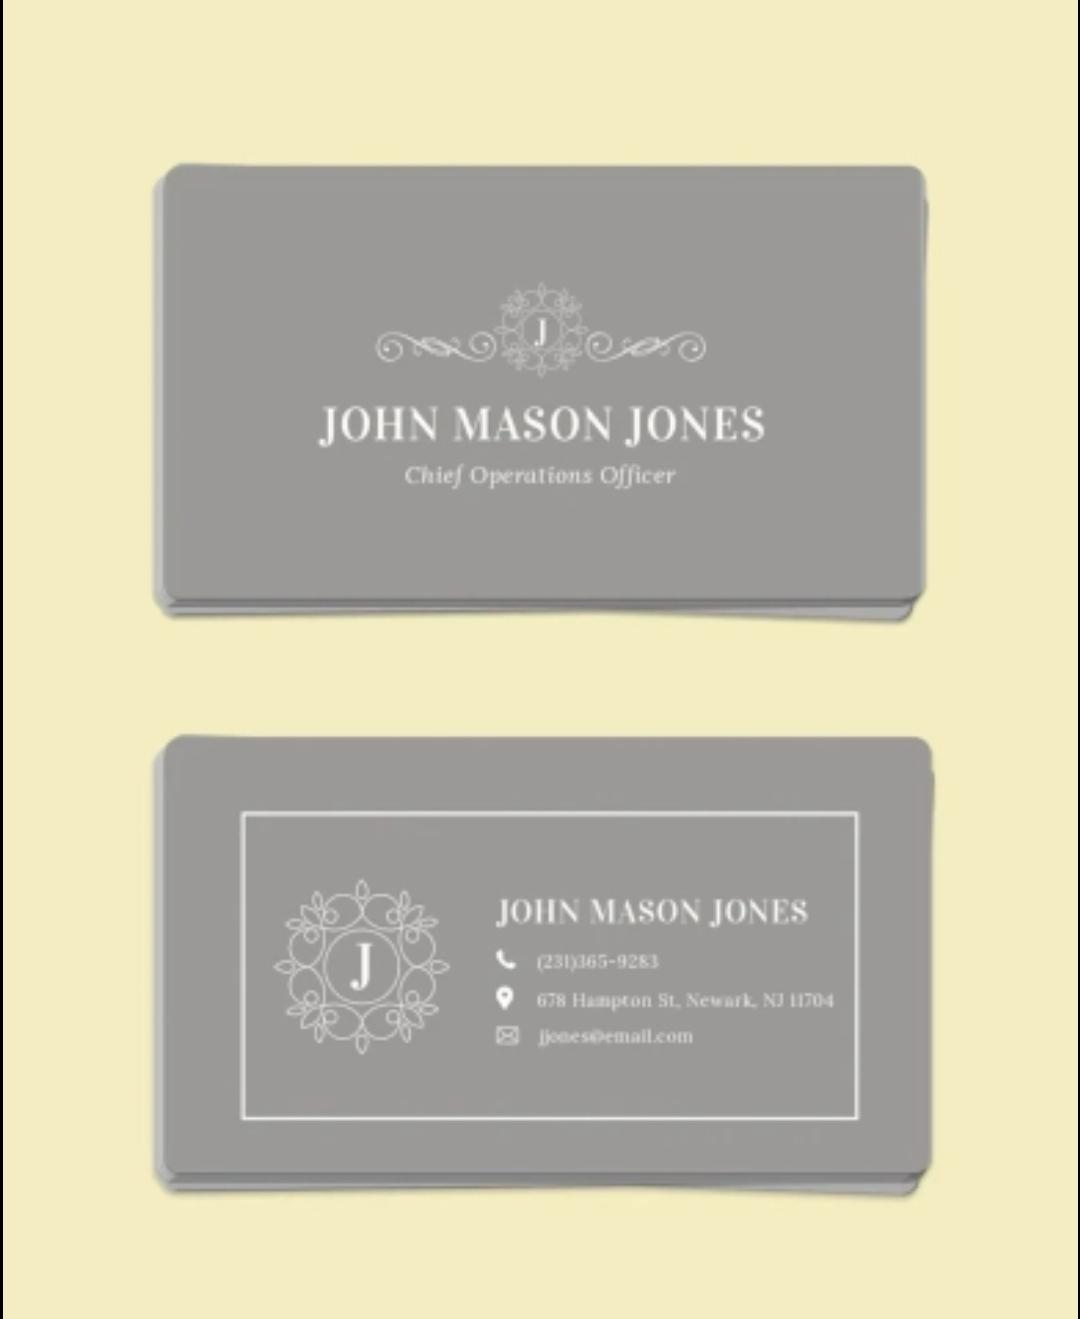 J
JOHN MASON JONES
Chief Operations Officer
J
JOHN MASON JONES
(231)365-9283
678 Hampton St, Newark, NJ 11704
jjones@email.com